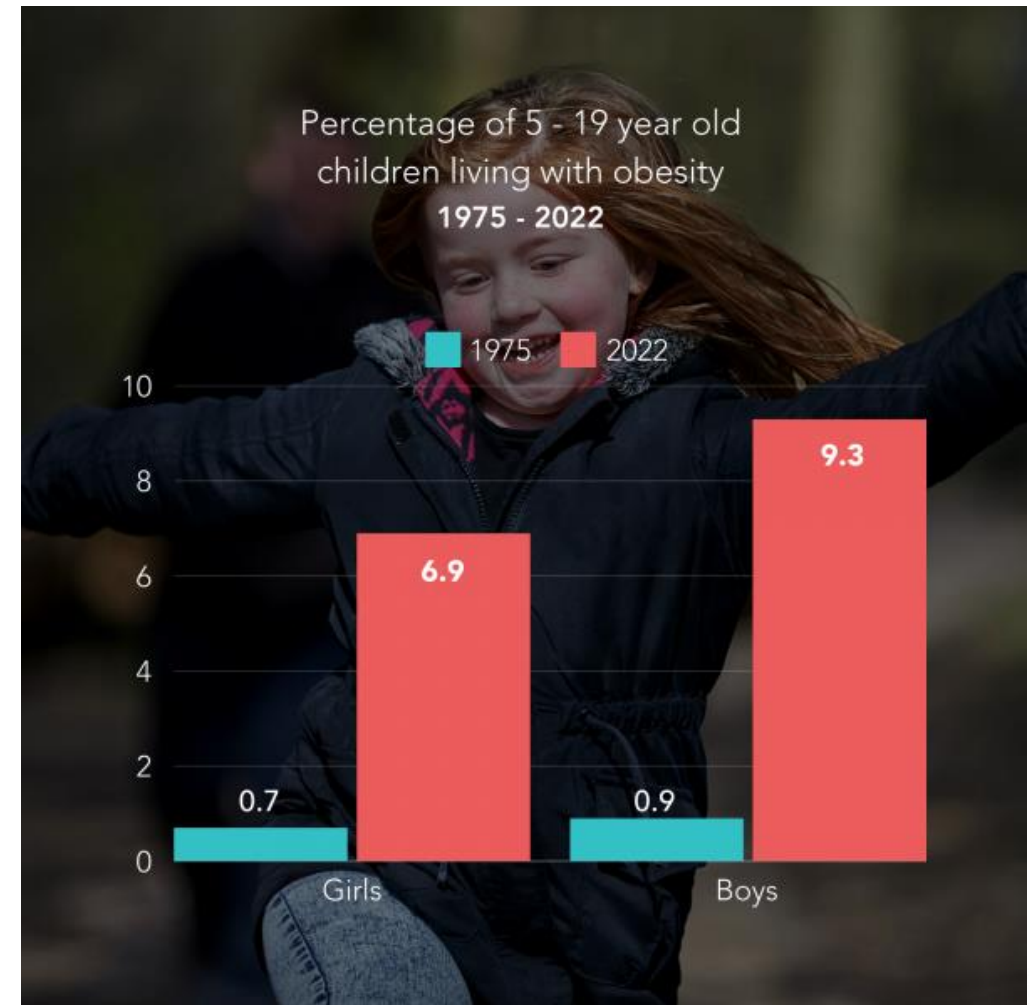 Percentage of 5 - 19 year old
children living with obesity
1975 - 2022
1975 2022
10
8
6
4
2
0
6.9
9.3
0.7
0.9
Girls
Boys